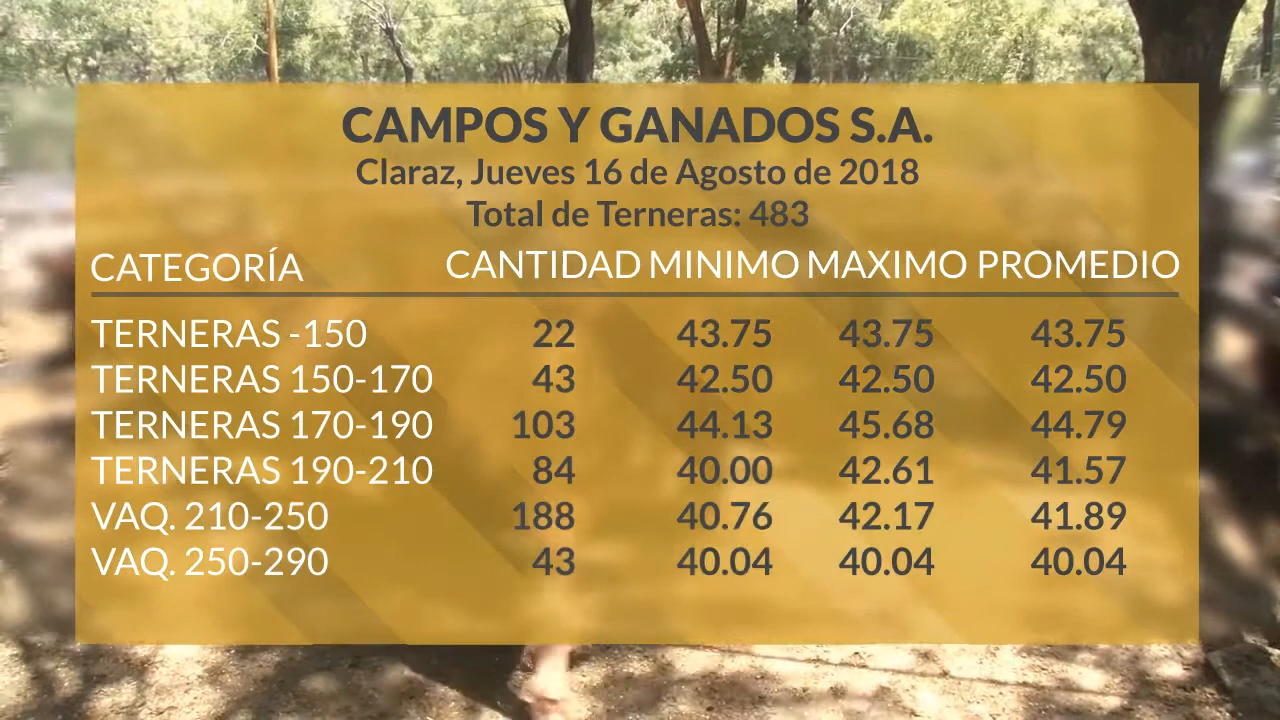 CAMPOS Y GANADOS S.A.
Claraz, Jueves 16 de Agosto de 2018
Total de Terneras: 483
CATEGORÍA CANTIDAD MINIMO MAXIMO PROMEDIO
TERNERAS -150 22 43.75 43.75 43.75
TERNERAS 150-170 43 42.50 42.50 42.50
TERNERAS 170-190 103 44.13 45.68 44.79
TERNERAS 190-210 84 40.00 42.61 41.57
VAQ. 210-250 188 40.76 42.17 41.89
VAQ. 250-290 43 40.04 40.04 40.04